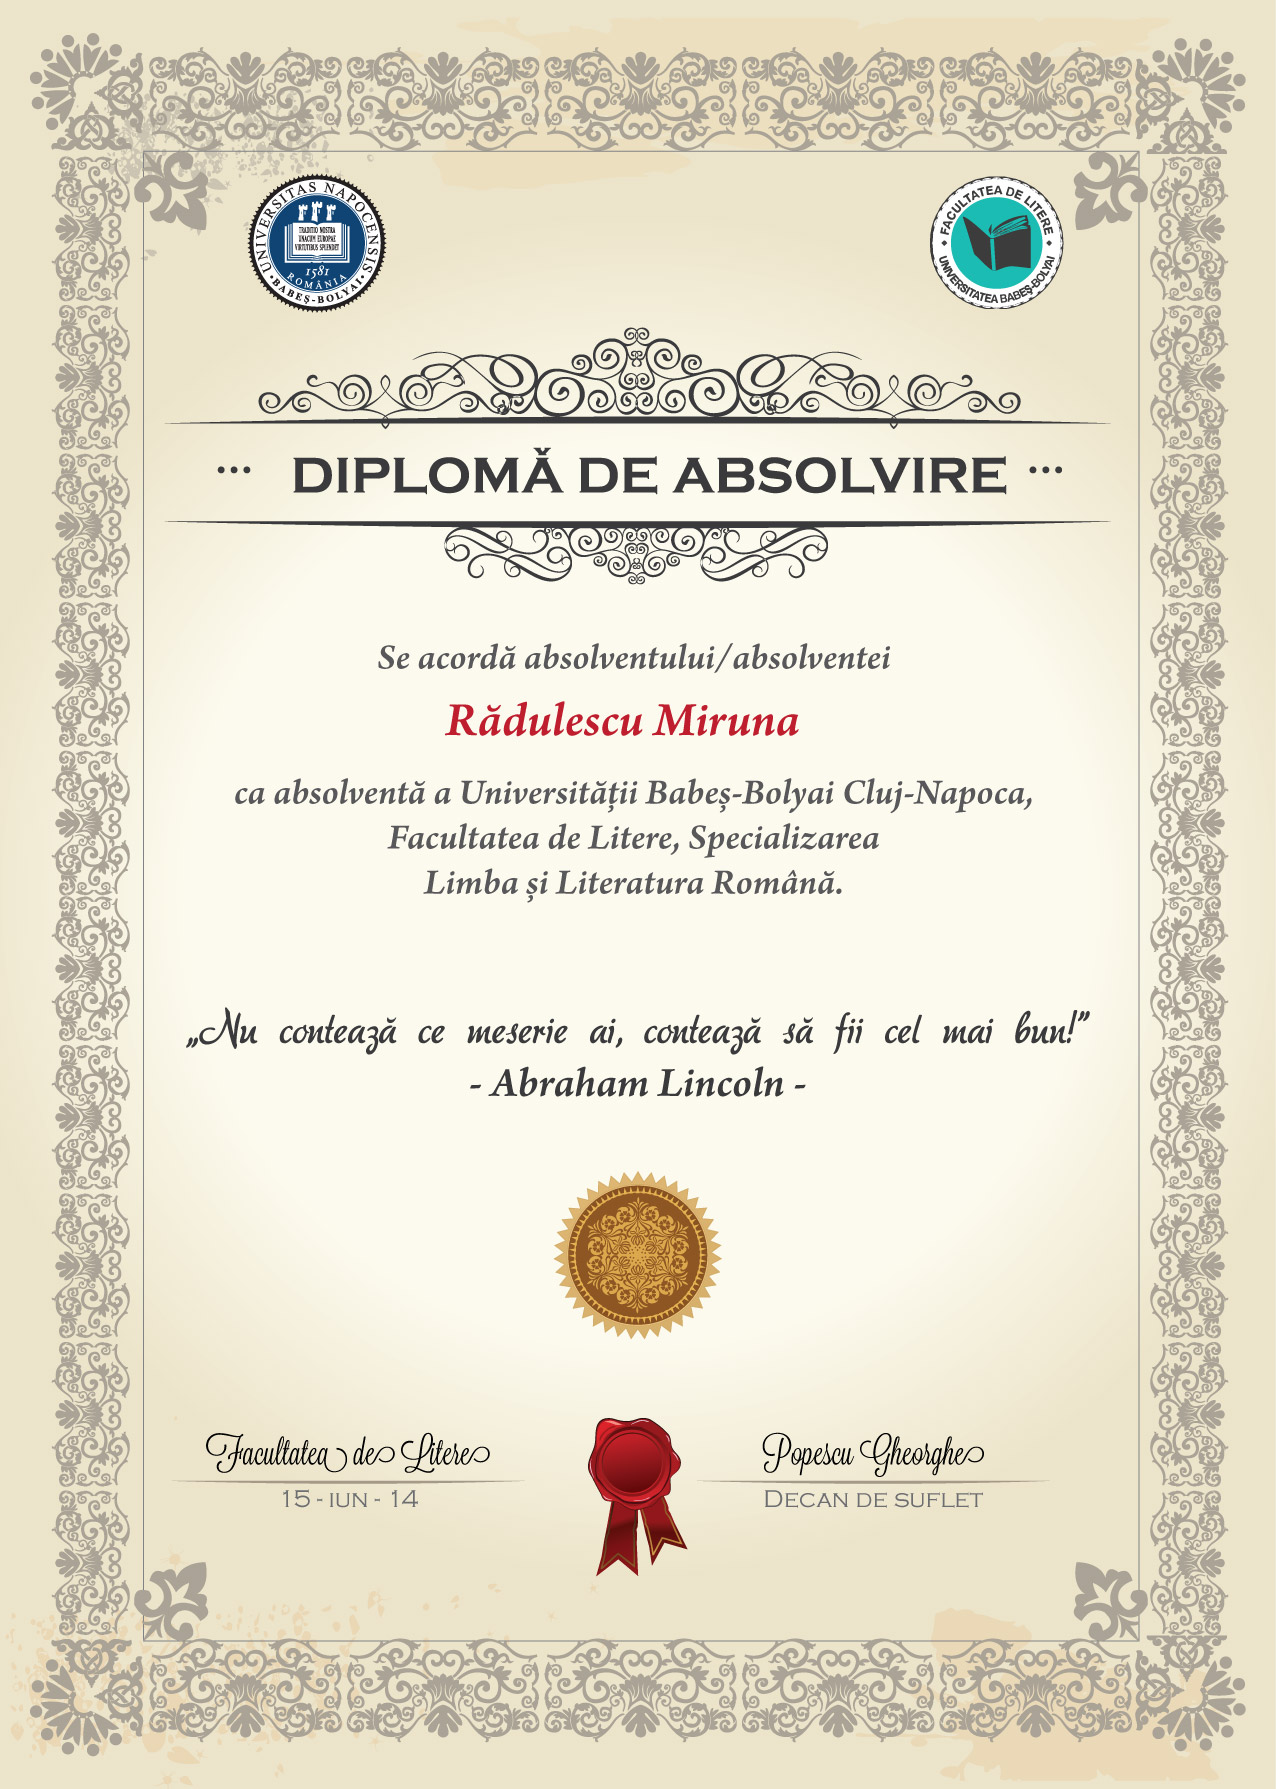 UNIVERSITAS NAPOCENSIS
TRADITIO NOSTRA
UNACUM EUROPAE
VIRTUTIBUS SPLENDET
1581
ROMÂNIA
• BABEȘ-BOLYAI •
• FACULTATEA DE LITERE •
UNIVERSITATEA BABEȘ-BOLYAI
... DIPLOMĂ DE ABSOLVIRE ...
Se acordă absolventului/absolventei
Rădulescu Miruna
ca absolventă a Universității Babeș-Bolyai Cluj-Napoca,
Facultatea de Litere, Specializarea
Limba și Literatura Română.
„Nu contează ce meserie ai, contează să fii cel mai bun!”
- Abraham Lincoln -
Facultatea de Litere
15 - IUN - 14
Popescu Gheorghe
DECAN DE SUFLET